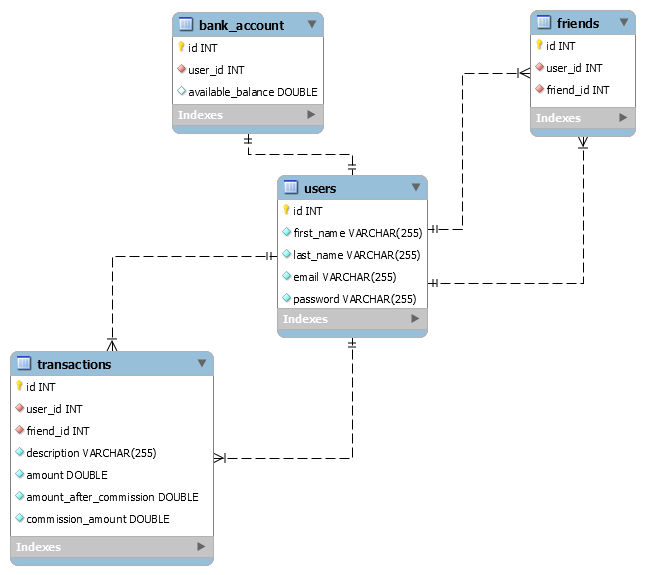 bank_account
id INT
user_id INT
available_balance DOUBLE
Indexes
friends
id INT
user_id INT
friend_id INT
Indexes
users
id INT
first_name VARCHAR(255)
last_name VARCHAR(255)
email VARCHAR(255)
password VARCHAR(255)
Indexes
transactions
id INT
user_id INT
friend_id INT
description VARCHAR(255)
amount DOUBLE
amount_after_commission DOUBLE
commission_amount DOUBLE
Indexes